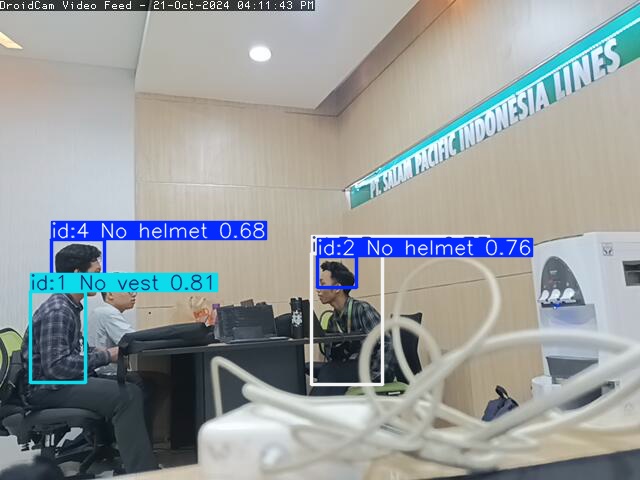 DroidCam Video Feed - 21-Oct-2024 04:11:43 PM
PT. SALAM PACIFIC INDONESIA LINES
id:4 No helmet 0.68
id:2 No helmet 0.76
id:1 No vest 0.81